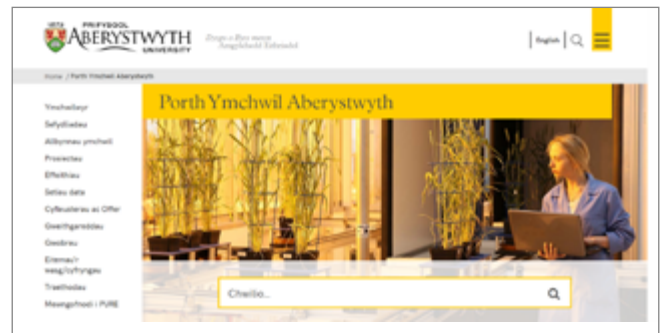 PRIFYSGOL
ABERYSTWYTH
UNIVERSITY
English
Home / Porth Ymchwil Aberystwyth
Porth Ymchwil Aberystwyth
Ymchwilwyr
Sefydliadau
Allbynnau ymchwil
Prosiectau
Effeithiau
Setiau data
Cyfleusterau ac Offer
Gweithgareddau
Gwobrau
Eitemau'r
wasg/cyfryngau
Traethodau
Mewngofnodi i PURE
Chwilio...